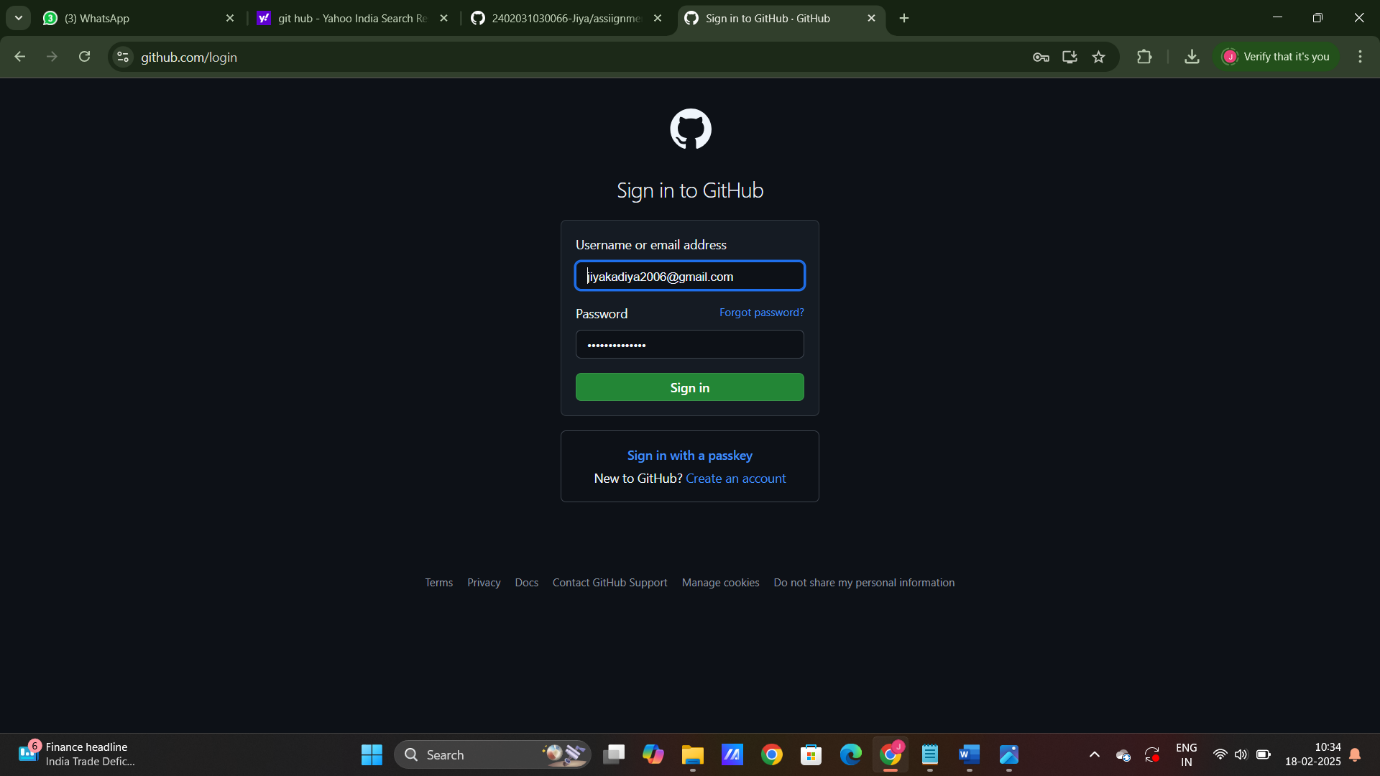 (3) WhatsApp
git hub - Yahoo India Search Re
2402031030066-Jiya/assiignme
Sign in to GitHub · GitHub
github.com/login
Verify that it's you
Sign in to GitHub
Username or email address
jiyakadiya2006@gmail.com
Password
Forgot password?
••••••••••••••
Sign in
Sign in with a passkey
New to GitHub? Create an account
Terms Privacy Docs Contact GitHub Support Manage cookies Do not share my personal information
6
Finance headline
India Trade Defic...
Search
J
W
ENG
IN
10:34
18-02-2025